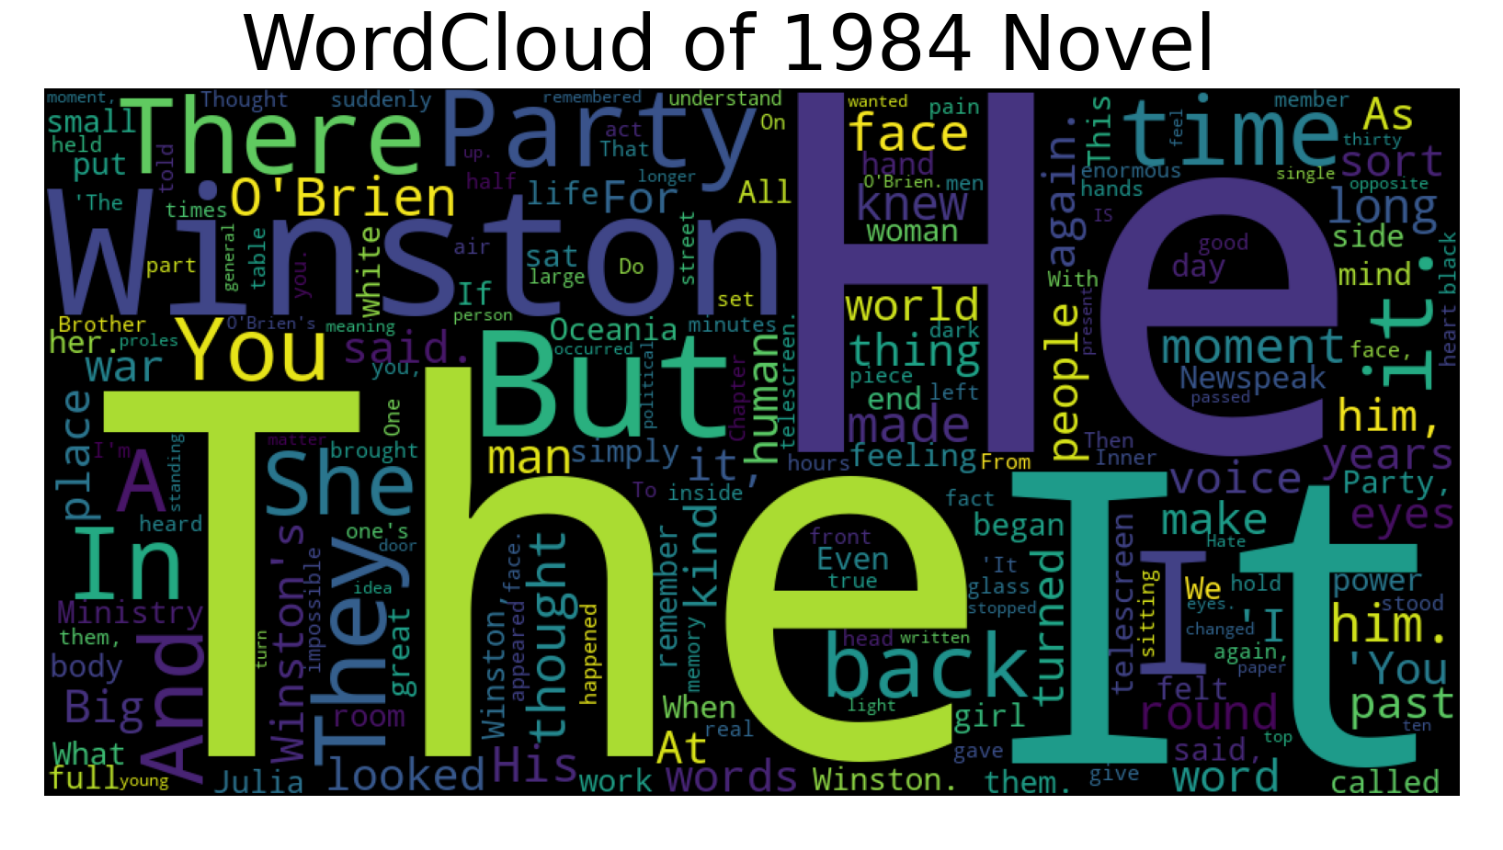 WordCloud of 1984 Novel
moment, Thought suddenly remembered understand wanted pain member As
small There Party On face This time feel thirty
held told act That up. hand again. enormous sort
put half longer O'Brien. men hands single opposite
'The Winston O'Brien life For All knew He IS long
times general table you. white air sat street woman good side
part large Do day mind it. black
If person set With heart
Brother O'Brien's meaning Oceania minutes world people present
her. proles You said. But occurred telescreen. dark moment face,
war you, political human thing Newspeak
place Chapter piece left passed
One made end him,
I'm matter brought man simply it, feeling Then years
A standing She hours From Inner voice Party,
The To inside fact It make eyes
In heard one's kind front began Hate
Winston's impossible They door thought remember Even 'It turned telescreen I We hold power
idea great Winston, appeared face. true glass sitting eyes. stood
Ministry happened memory stopped 'I him.
them, And turn head written changed again, 'You
body back paper
Big room When light girl felt past
What real At round ten
full young Julia looked His work words Winston. gave them. give said, top word called